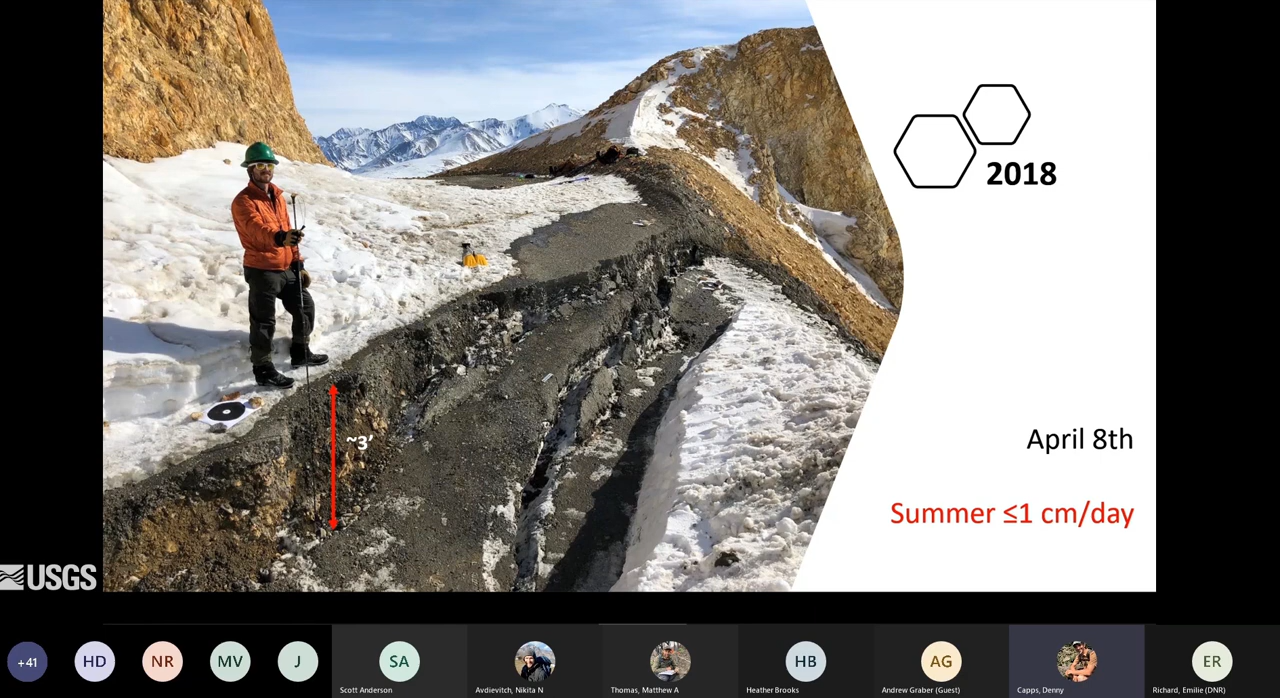 2018
~3’
April 8th
Summer ≤1 cm/day
USGS
+41
HD
NR
MV
J
SA
HB
AG
ER
Scott Anderson
Avdievitch, Nikita N
Thomas, Matthew A
Heather Brooks
Andrew Graber (Guest)
Capps, Denny
Richard, Emilie (DNR)